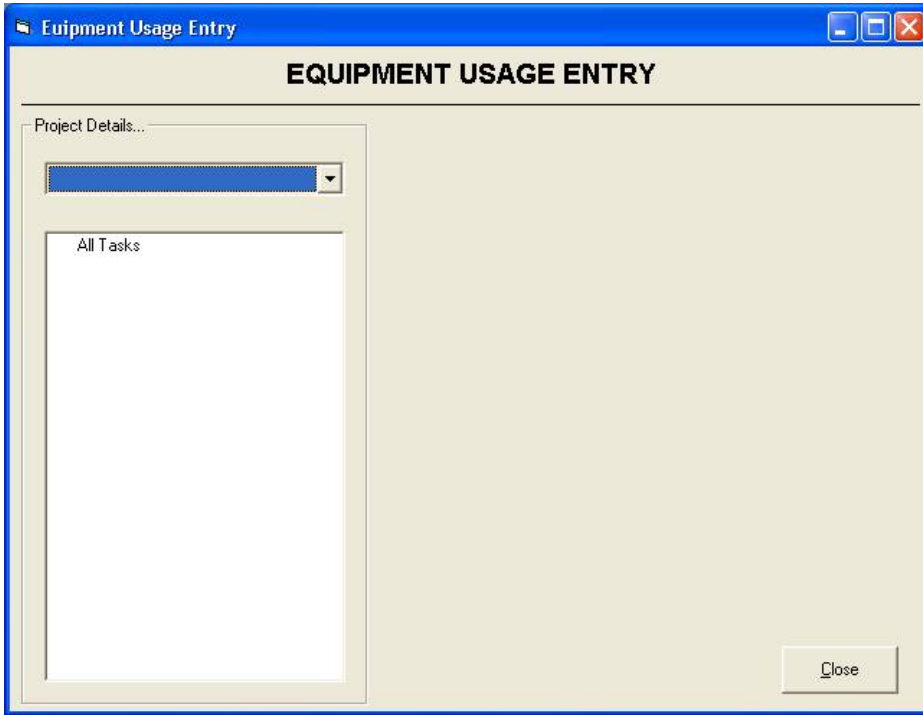 Euipment Usage Entry
EQUIPMENT USAGE ENTRY
Project Details...
All Tasks
Close